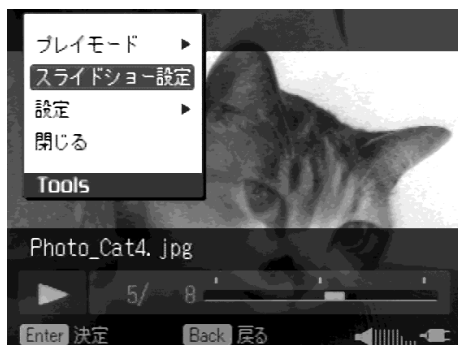 プレイモード
スライドショー設定
設定
閉じる
Tools
Photo_Cat4.jpg
5/ 8
Enter 決定 Back 戻る